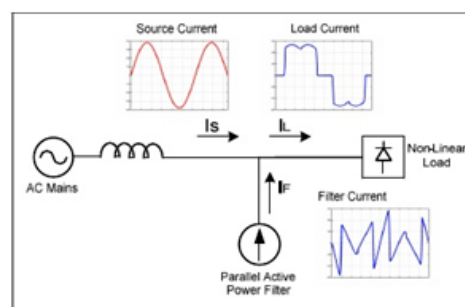 Source Current
Load Current
Is
IL
AC Mains
Non-Linear
Load
IF
Filter Current
Parallel Active
Power Filter